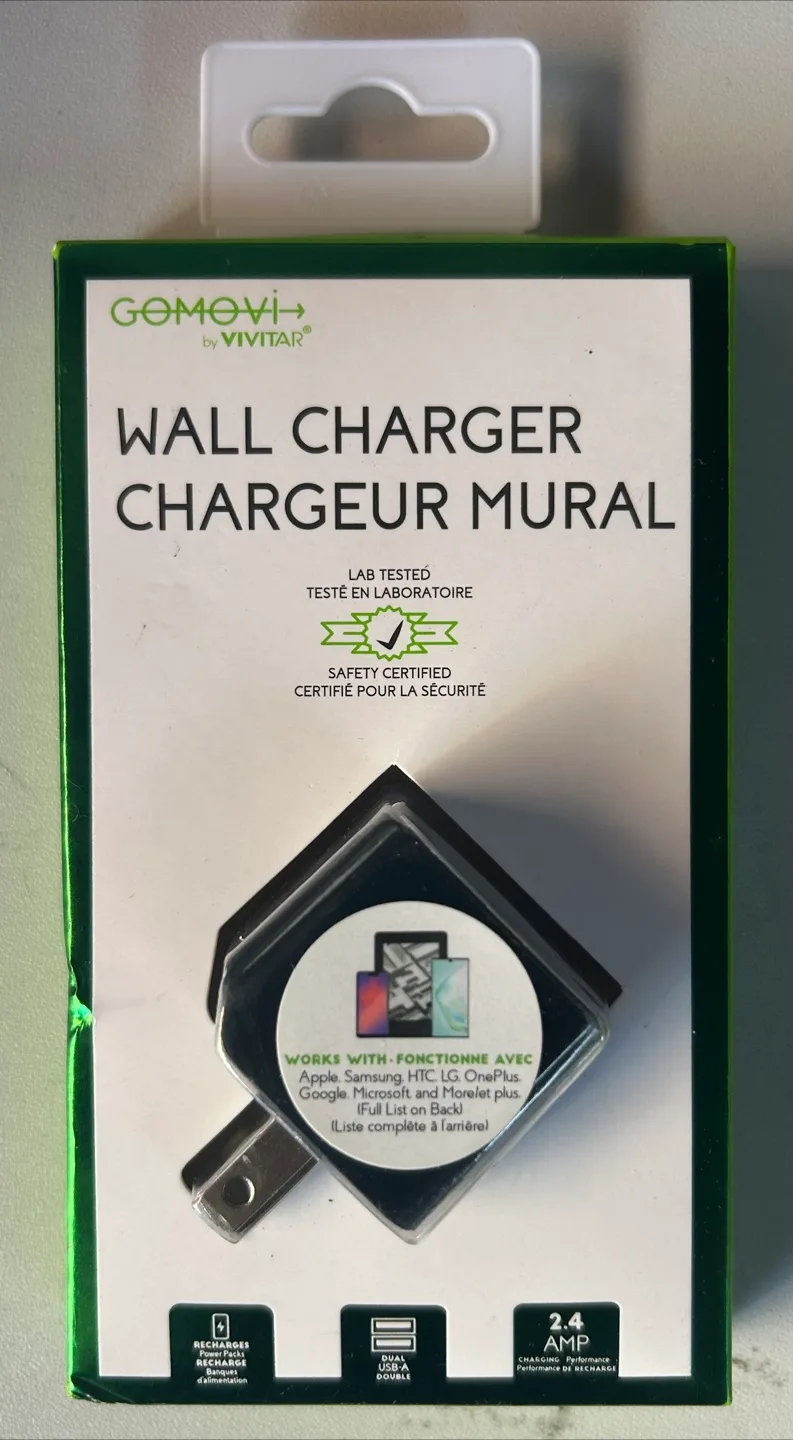 GOMOVi
by VIVITAR®
WALL CHARGER
CHARGEUR MURAL
LAB TESTED
TESTÉ EN LABORATOIRE
SAFETY CERTIFIED
CERTIFIÉ POUR LA SÉCURITÉ
WORKS WITH • FONCTIONNE AVEC
Apple, Samsung, HTC, LG, OnePlus,
Google, Microsoft and More/et plus.
(Full List on Back)
(Liste complète à l'arrière)
RECHARGES
Power Packs
RECHARGE
Banques
d'alimentation
DUAL
USB-A
DOUBLE
2.4
AMP
CHARGING Performance
Performance DE RECHARGE